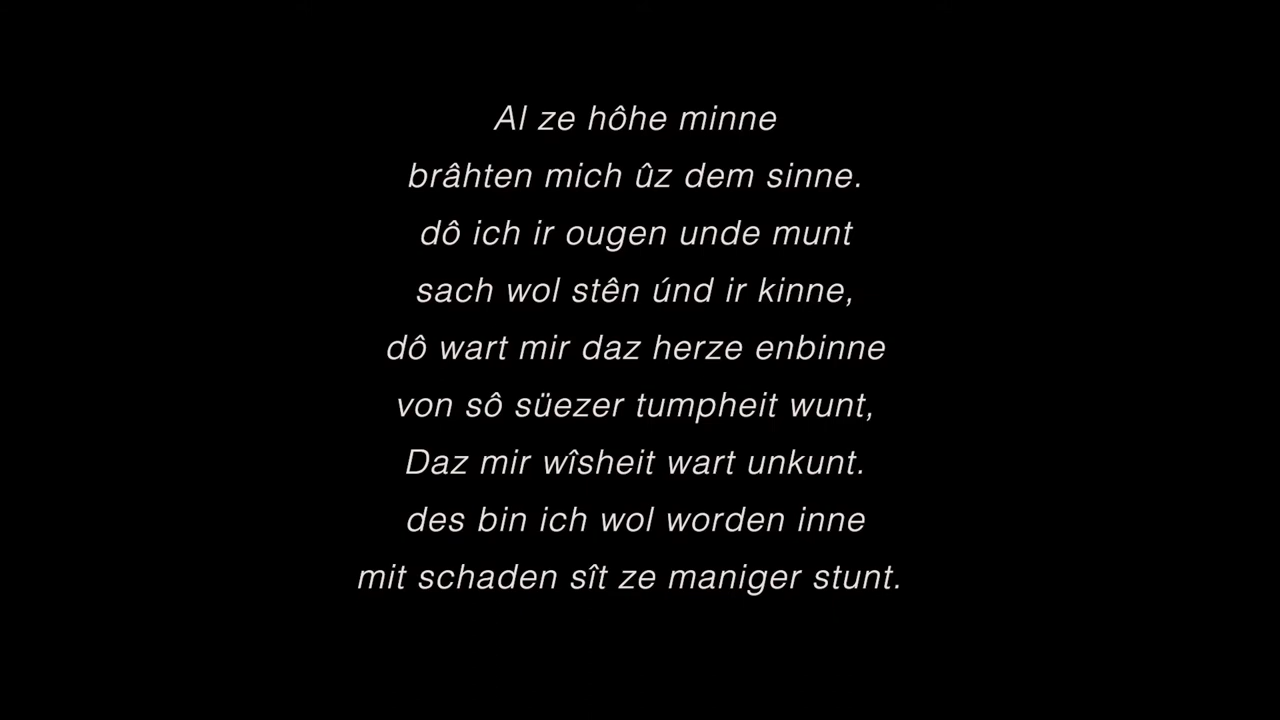 Al ze hôhe minne
brâhten mich ûz dem sinne.
dô ich ir ougen unde munt
sach wol stên únd ir kinne,
dô wart mir daz herze enbinne
von sô süezer tumpheit wunt,
Daz mir wîsheit wart unkunt.
des bin ich wol worden inne
mit schaden sît ze maniger stunt.